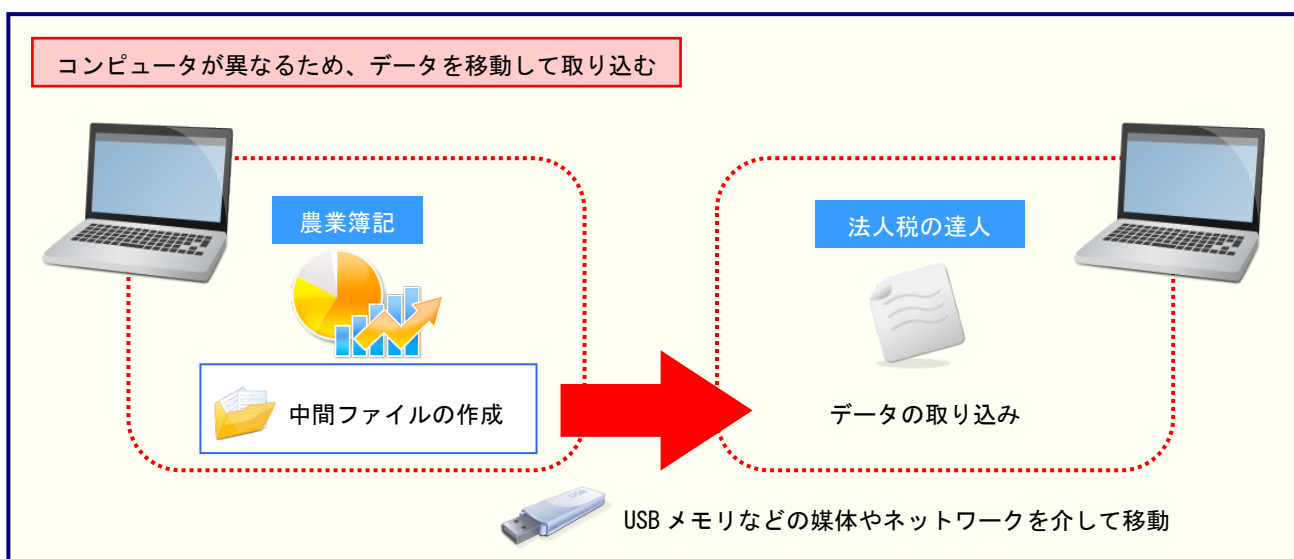 コンピュータが異なるため、データを移動して取り込む
農業簿記
法人税の達人
中間ファイルの作成
データの取り込み
USB
USB メモリなどの媒体やネットワークを介して移動